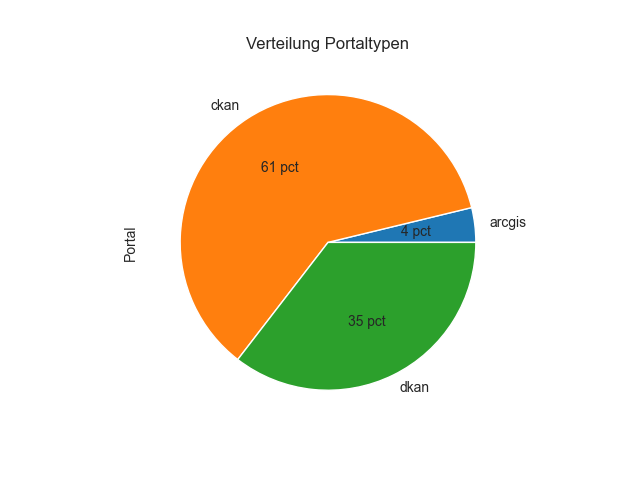 Verteilung Portaltypen
ckan
61 pct
arcgis
4 pct
Portal
35 pct
dkan